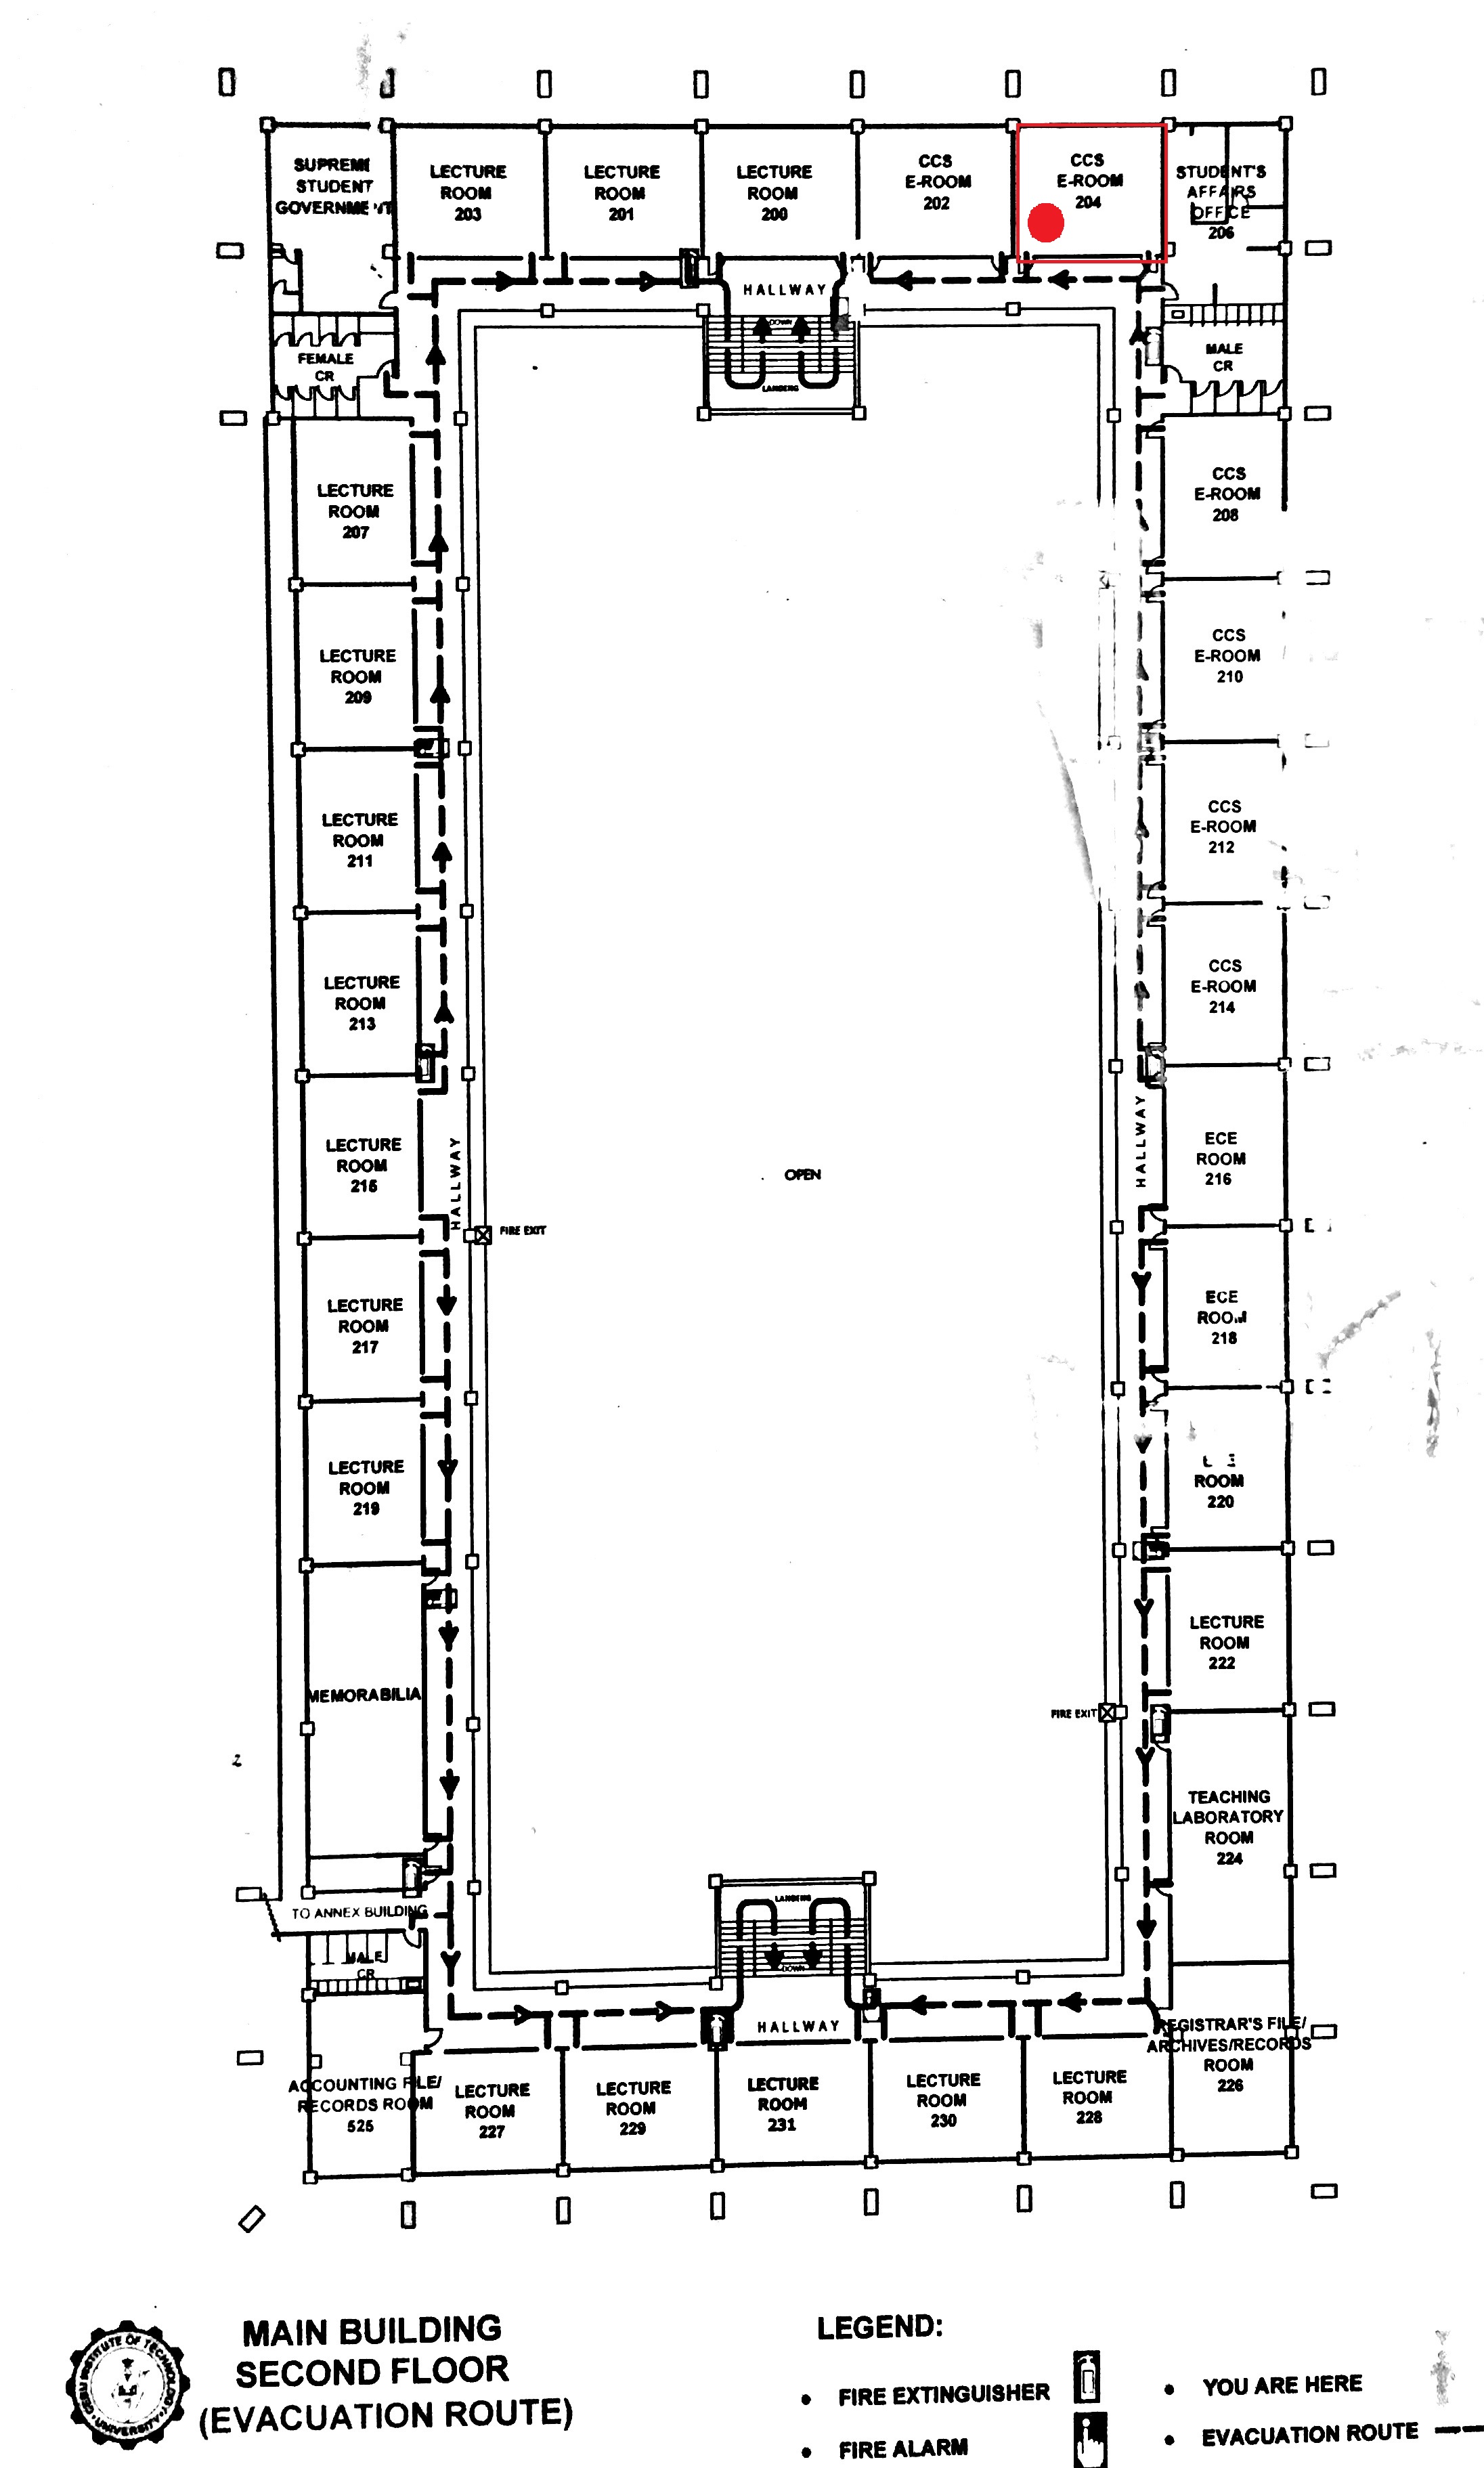 SUPREME
STUDENT
GOVERNMENT
LECTURE
ROOM
203
LECTURE
ROOM
201
LECTURE
ROOM
200
CCS
E-ROOM
202
CCS
E-ROOM
204
STUDENT'S
AFFAIRS
OFFICE
206
HALLWAY
DOWN
LANDING
FEMALE
CR
MALE
CR
LECTURE
ROOM
207
CCS
E-ROOM
208
LECTURE
ROOM
209
CCS
E-ROOM
210
LECTURE
ROOM
211
CCS
E-ROOM
212
LECTURE
ROOM
213
CCS
E-ROOM
214
LECTURE
ROOM
215
HALLWAY
OPEN
HALLWAY
ECE
ROOM
216
FIRE EXIT
LECTURE
ROOM
217
ECE
ROOM
218
LECTURE
ROOM
219
ROOM
220
LECTURE
ROOM
222
MEMORABILIA
FIRE EXIT
TEACHING
LABORATORY
ROOM
224
TO ANNEX BUILDING
MALE
CR
LANDING
DOWN
HALLWAY
REGISTRAR'S FILE/
ARCHIVES/RECORDS
ROOM
226
ACCOUNTING FILE/
RECORDS ROOM
525
LECTURE
ROOM
227
LECTURE
ROOM
229
LECTURE
ROOM
231
LECTURE
ROOM
230
LECTURE
ROOM
228
MAIN BUILDING
SECOND FLOOR
(EVACUATION ROUTE)
CEBU INSTITUTE OF TECHNOLOGY
UNIVERSITY
LEGEND:
• FIRE EXTINGUISHER
• FIRE ALARM
• YOU ARE HERE
• EVACUATION ROUTE